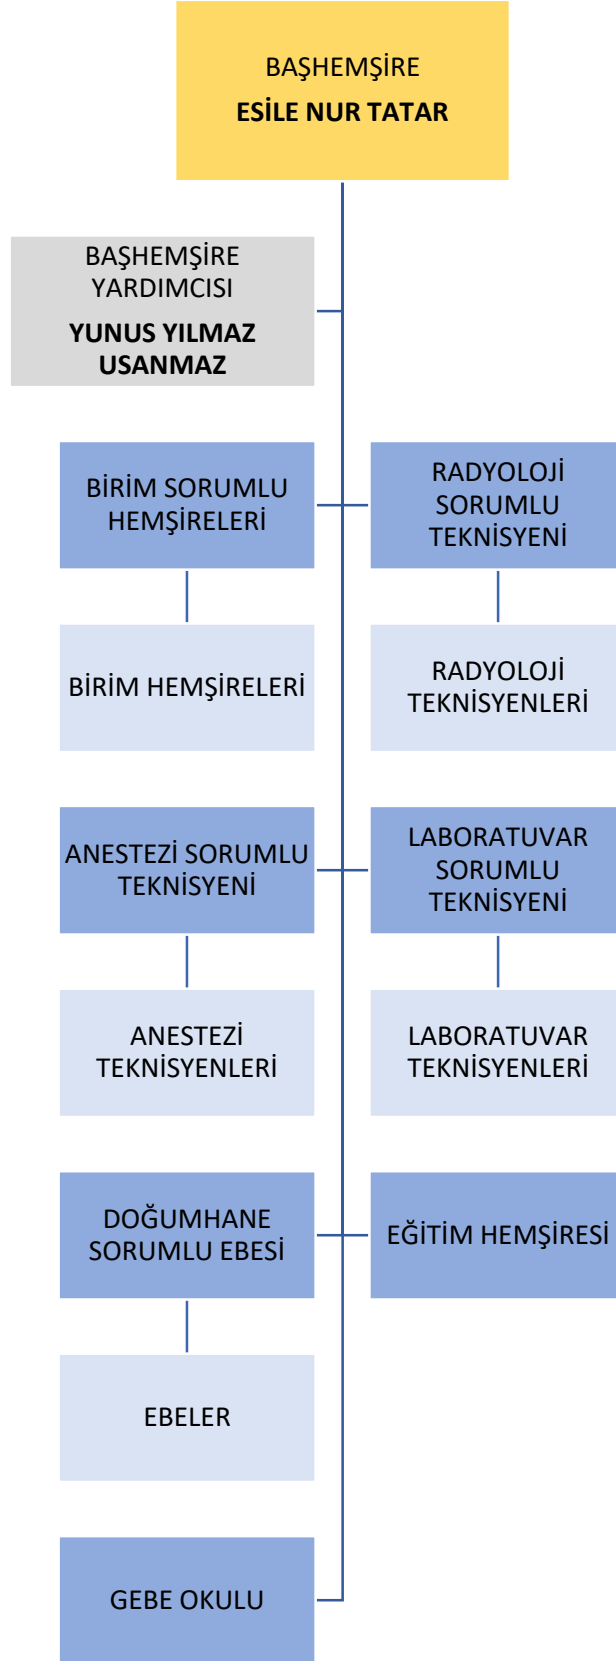 BAŞHEMŞİRE
ESİLE NUR TATAR
BAŞHEMŞİRE
YARDIMCISI
YUNUS YILMAZ
USANMAZ
BİRİM SORUMLU
HEMŞİRELERİ
RADYOLOJİ
SORUMLU
TEKNİSYENİ
BİRİM HEMŞİRELERİ
RADYOLOJİ
TEKNİSYENLERİ
ANESTEZİ SORUMLU
TEKNİSYENİ
LABORATUVAR
SORUMLU
TEKNİSYENİ
ANESTEZİ
TEKNİSYENLERİ
LABORATUVAR
TEKNİSYENLERİ
DOĞUMHANE
SORUMLU EBESİ
EĞİTİM HEMŞİRESİ
EBELER
GEBE OKULU